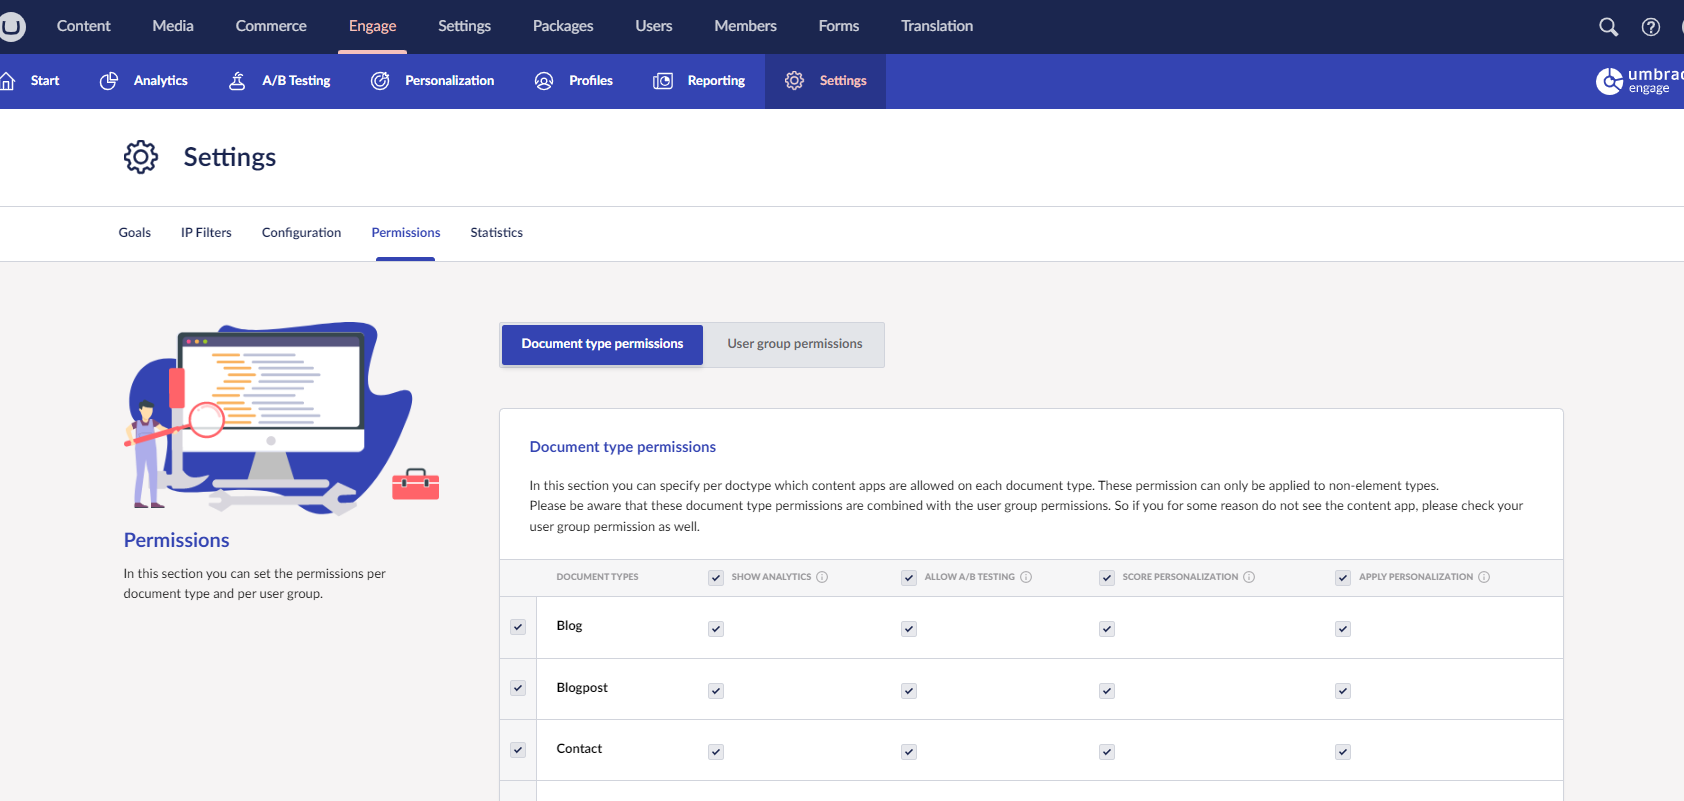 Content Media Commerce Engage Settings Packages Users Members Forms Translation
Start Analytics A/B Testing Personalization Profiles Reporting Settings
engage
Settings
Goals IP Filters Configuration Permissions Statistics
Document type permissions User group permissions
Document type permissions
In this section you can specify per doctype which content apps are allowed on each document type. These permission can only be applied to non-element types.
Please be aware that these document type permissions are combined with the user group permissions. So if you for some reason do not see the content app, please check your
user group permission as well.
Permissions
In this section you can set the permissions per
document type and per user group.
DOCUMENT TYPES SHOW ANALYTICS ALLOW A/B TESTING SCORE PERSONALIZATION APPLY PERSONALIZATION
Blog
Blogpost
Contact